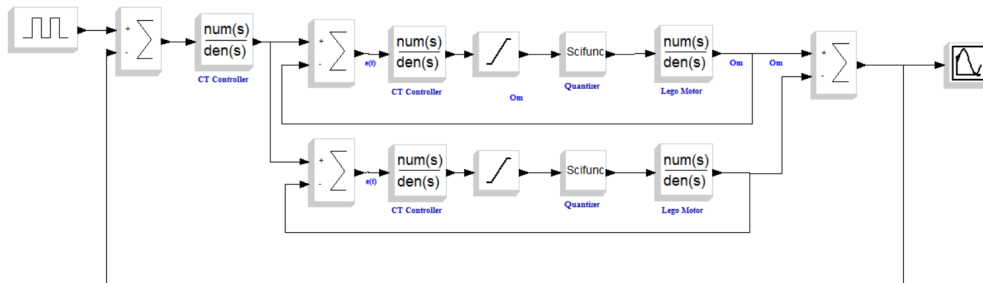 +
-
num(s)
den(s)
CT Controller
+
-
e(t)
num(s)
den(s)
CT Controller
Om
Scifunc
Quantizer
num(s)
den(s)
Lego Motor
Om
Om
+
-
+
-
e(t)
num(s)
den(s)
CT Controller
Scifunc
Quantizer
num(s)
den(s)
Lego Motor